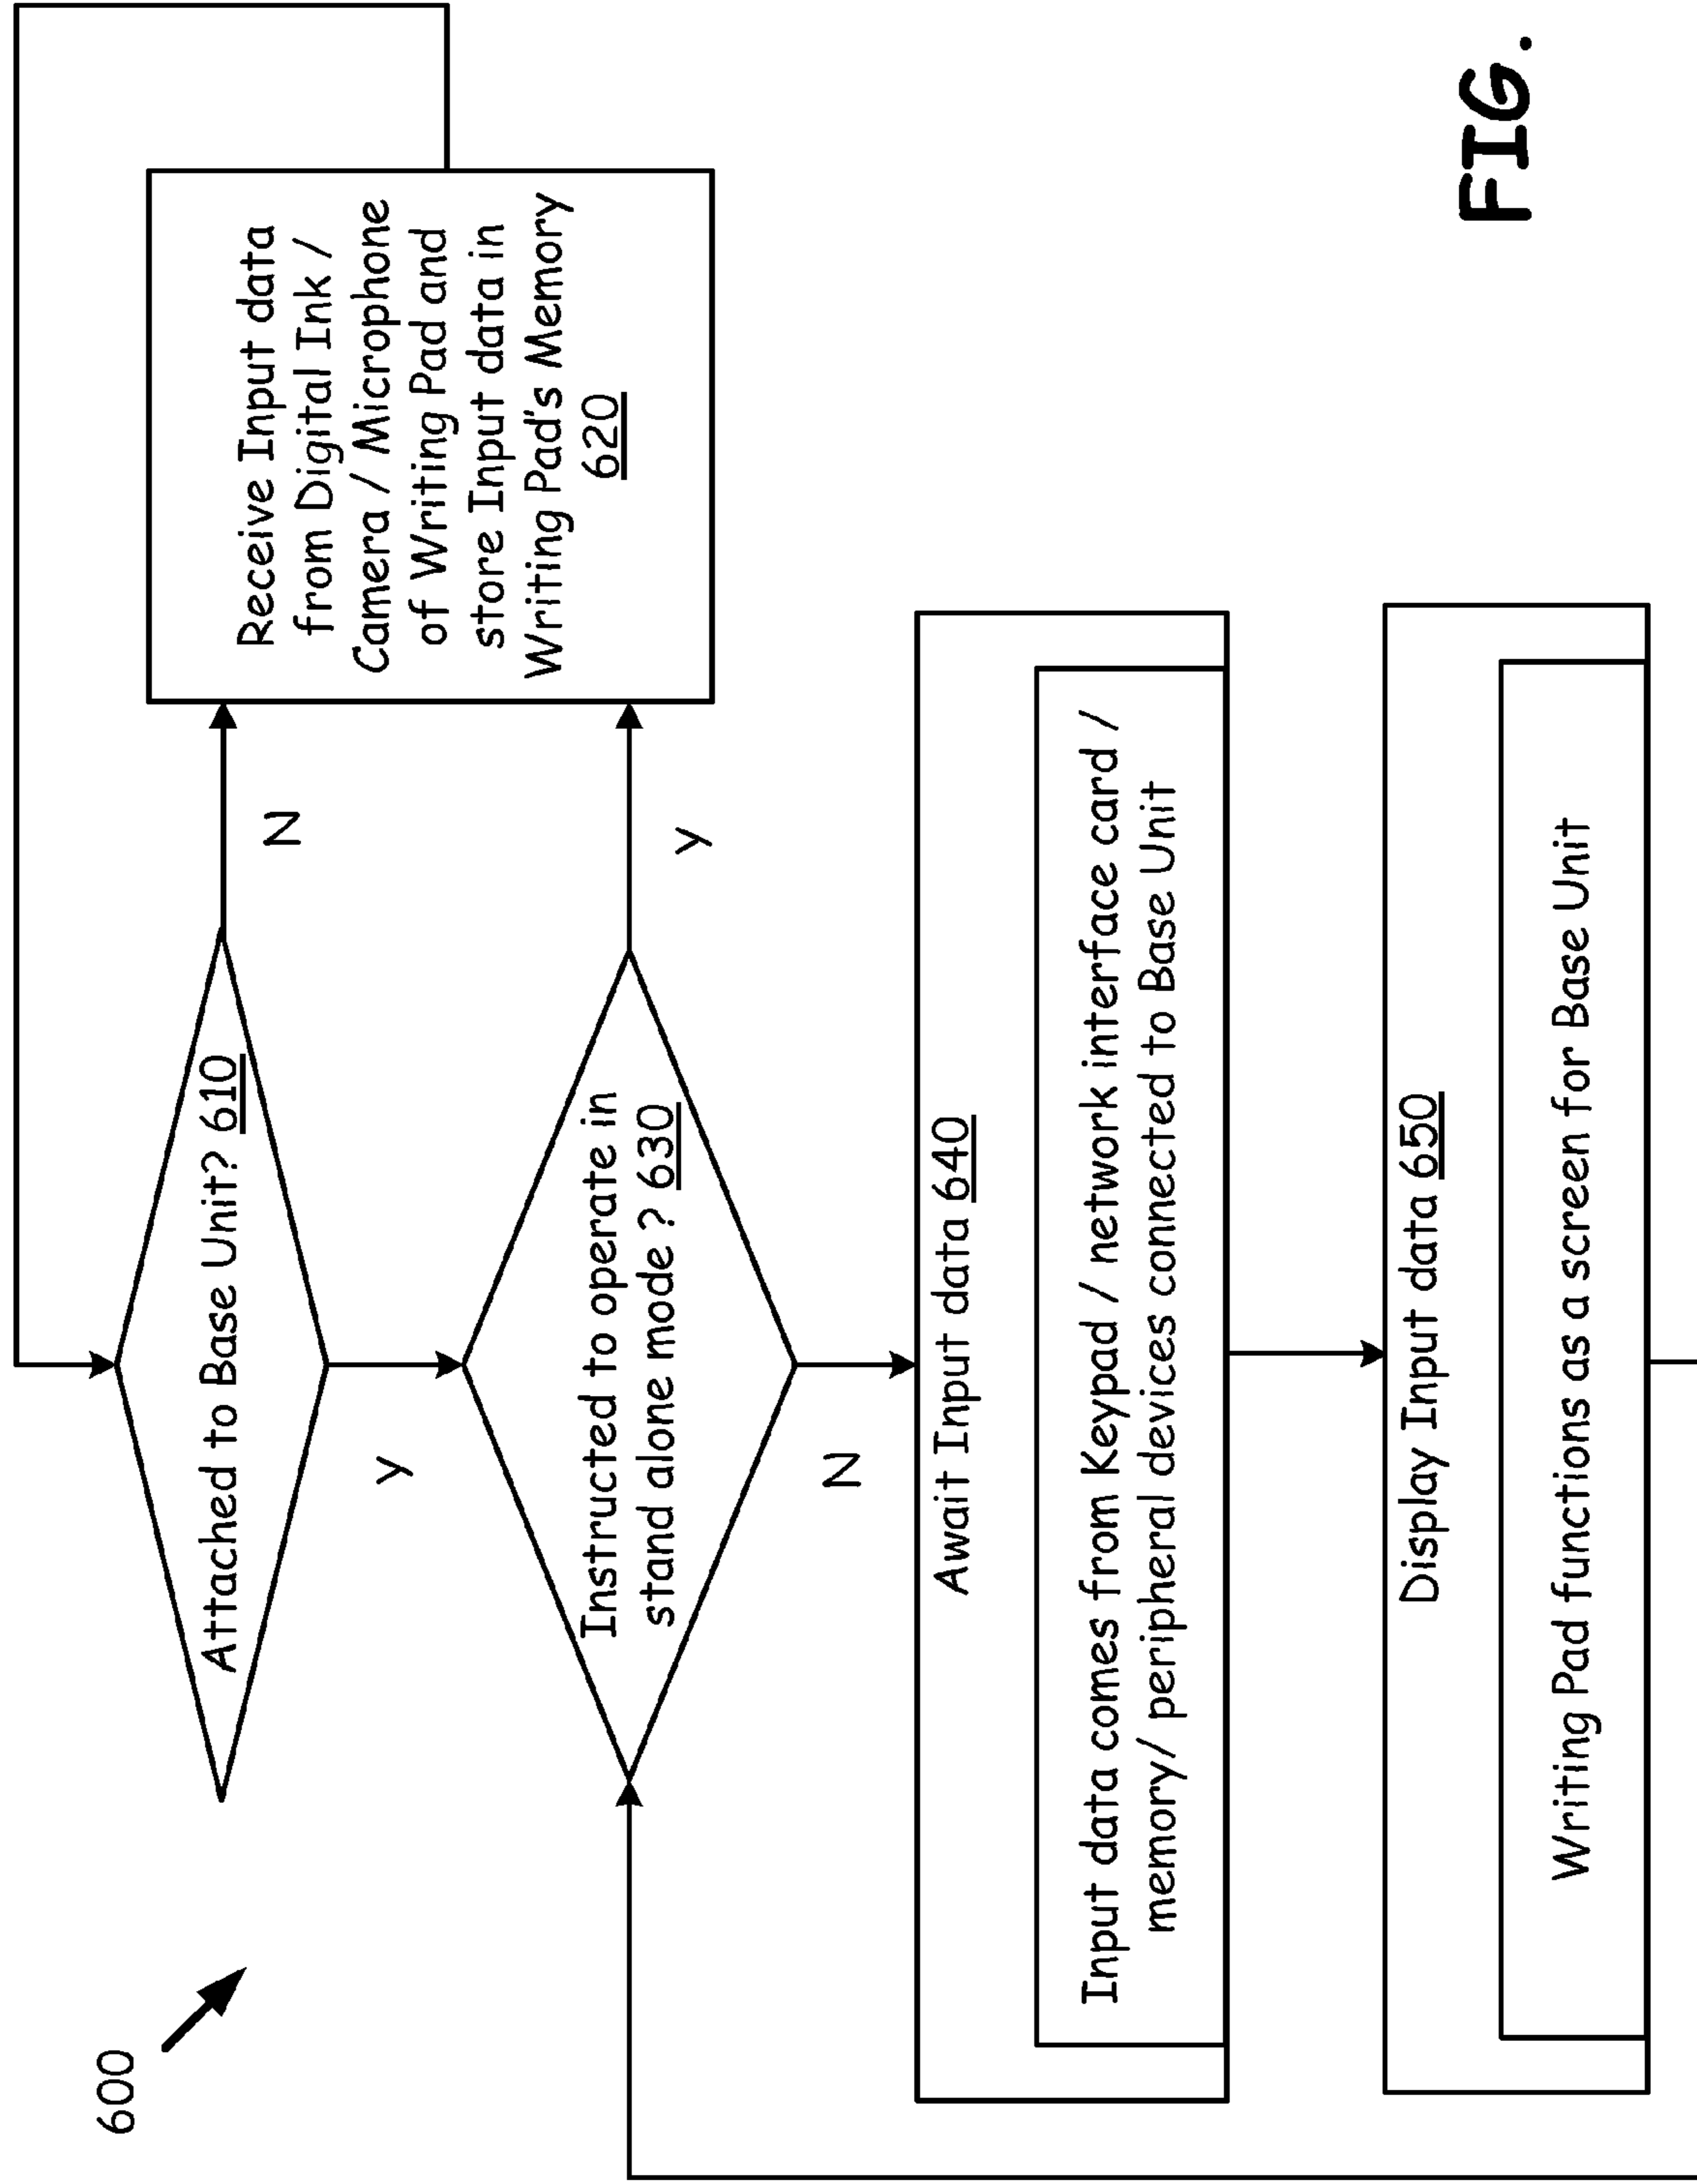 600
Attached to Base Unit? 610
N
Y
Receive Input data
from Digital Ink /
Camera / Microphone
of Writing Pad and
store Input data in
Writing Pad's Memory
620
Instructed to operate in
stand alone mode ? 630
Y
N
Await Input data 640
Input data comes from Keypad / network interface card /
memory/ peripheral devices connected to Base Unit
Display Input data 650
Writing Pad functions as a screen for Base Unit
FIG.